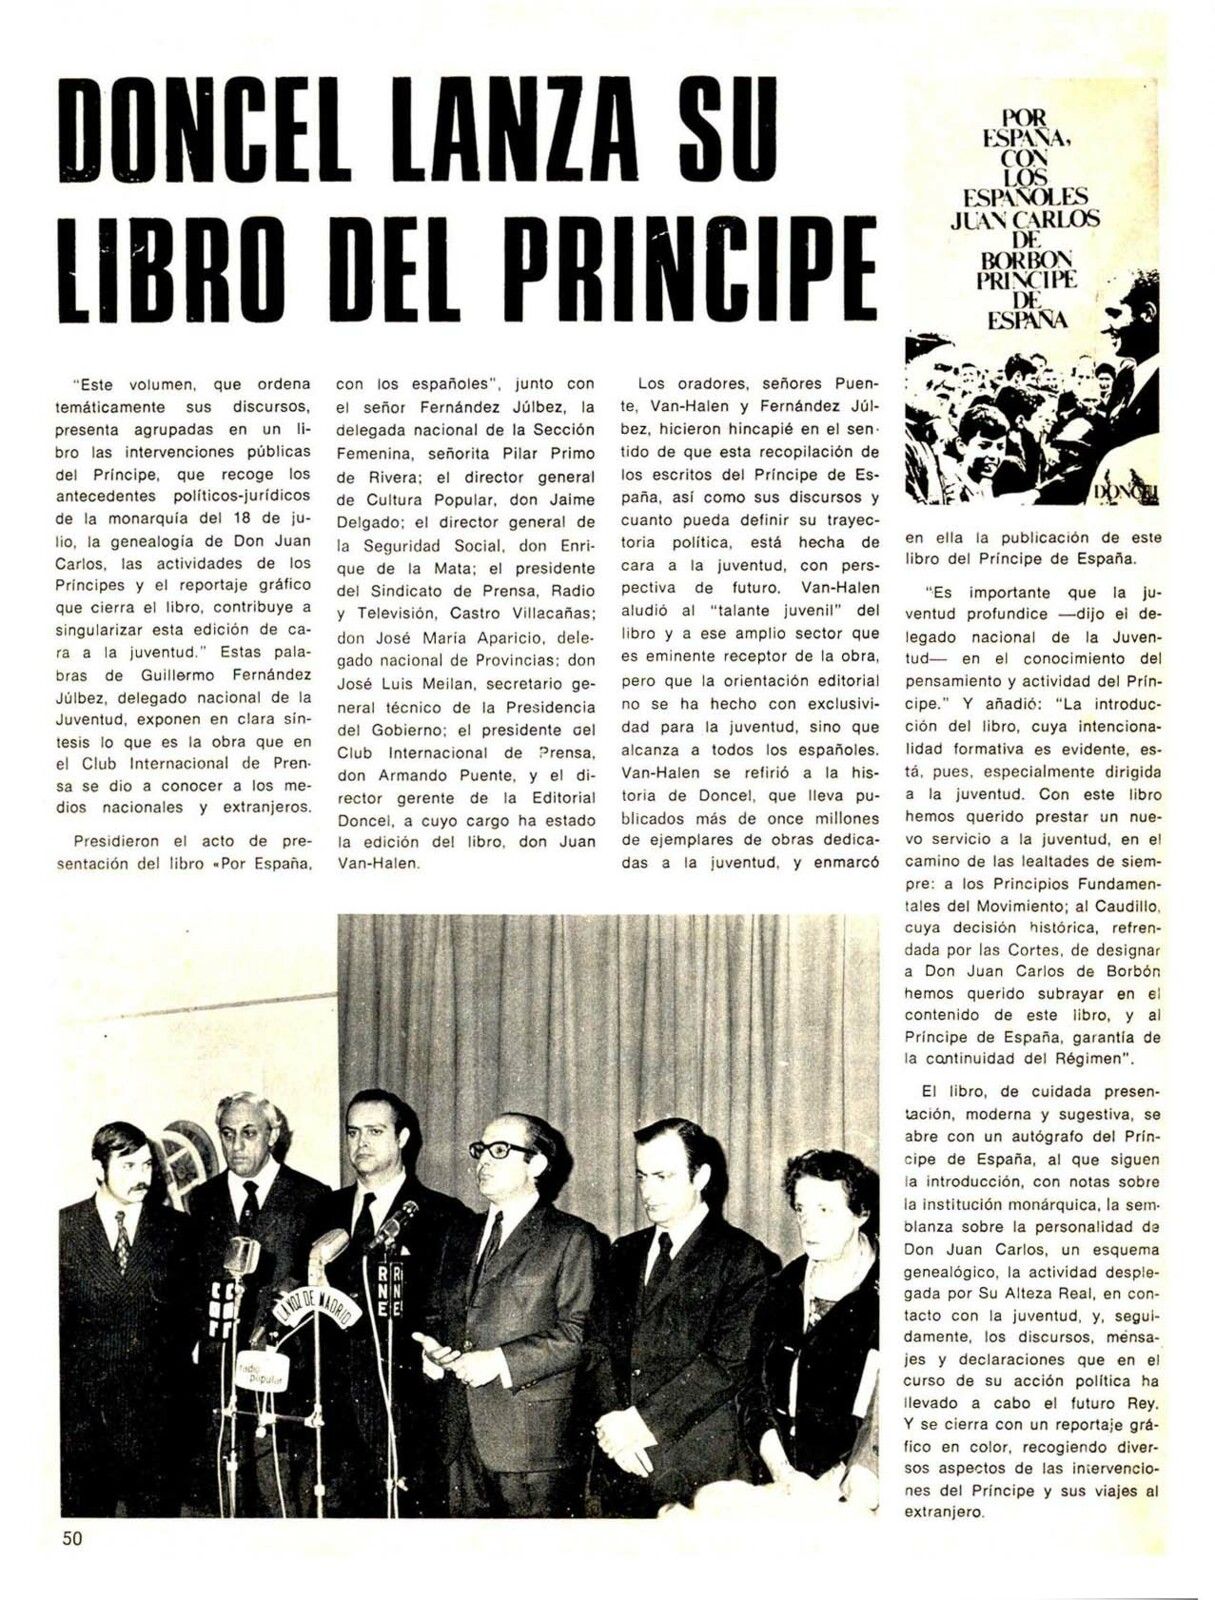 DONCEL LANZA SU
LIBRO DEL PRINCIPE
"Este volumen, que ordena
temáticamente sus discursos,
presenta agrupadas en un li-
bro las intervenciones públicas
del Príncipe, que recoge los
antecedentes políticos-jurídicos
de la monarquía del 18 de ju-
lio, la genealogía de Don Juan
Carlos, las actividades de los
Príncipes y el reportaje gráfico
que cierra el libro, contribuye a
singularizar esta edición de ca-
ra a la juventud." Estas pala-
bras de Guillermo Fernández
Júlbez, delegado nacional de la
Juventud, exponen en clara sín-
tesis lo que es la obra que en
el Club Internacional de Pren-
sa se dio a conocer a los me-
dios nacionales y extranjeros.
Presidieron el acto de pre-
sentación del libro «Por España,
con los españoles", junto con
el señor Fernández Júlbez, la
delegada nacional de la Sección
Femenina, señorita Pilar Primo
de Rivera; el director general
de Cultura Popular, don Jaime
Delgado; el director general de
la Seguridad Social, don Enri-
que de la Mata; el presidente
del Sindicato de Prensa, Radio
y Televisión, Castro Villacañas;
don José María Aparicio, dele-
gado nacional de Provincias; don
José Luis Meilan, secretario ge-
neral técnico de la Presidencia
del Gobierno; el presidente del
Club Internacional de Prensa,
don Armando Puente, y el di-
rector gerente de la Editorial
Doncel, a cuyo cargo ha estado
la edición del libro, don Juan
Van-Halen.
Los oradores, señores Puen-
te, Van-Halen y Fernández Júl-
bez, hicieron hincapié en el sen-
tido de que esta recopilación de
los escritos del Príncipe de Es-
paña, así como sus discursos y
cuanto pueda definir su trayec-
toria política, está hecha de
cara a la juventud, con pers-
pectiva de futuro. Van-Halen
aludió al "talante juvenil" del
libro y a ese amplio sector que
es eminente receptor de la obra,
pero que la orientación editorial
no se ha hecho con exclusivi-
dad para la juventud, sino que
alcanza a todos los españoles.
Van-Halen se refirió a la his-
toria de Doncel, que lleva pu-
blicados más de once millones
de ejemplares de obras dedica-
das a la juventud, y enmarcó
POR
ESPAÑA,
CON
LOS
ESPAÑOLES
JUAN CARLOS
DE
BORBON
PRINCIPE
DE
ESPAÑA
DONCEL
en ella la publicación de este
libro del Príncipe de España.
"Es importante que la ju-
ventud profundice —dijo el de-
legado nacional de la Juven-
tud— en el conocimiento del
pensamiento y actividad del Prín-
cipe." Y añadió: "La introduc-
ción del libro, cuya intenciona-
lidad formativa es evidente, es-
tá, pues, especialmente dirigida
a la juventud. Con este libro
hemos querido prestar un nue-
vo servicio a la juventud, en el
camino de las lealtades de siem-
pre: a los Principios Fundamen-
tales del Movimiento; al Caudillo,
cuya decisión histórica, refren-
dada por las Cortes, de designar
a Don Juan Carlos de Borbón
hemos querido subrayar en el
contenido de este libro, y al
Príncipe de España, garantía de
la continuidad del Régimen".
El libro, de cuidada presen-
tación, moderna y sugestiva, se
abre con un autógrafo del Prín-
cipe de España, al que siguen
la introducción, con notas sobre
la institución monárquica, la sem-
blanza sobre la personalidad de
Don Juan Carlos, un esquema
genealógico, la actividad desple-
gada por Su Alteza Real, en con-
tacto con la juventud, y, segui-
damente, los discursos, mensa-
jes y declaraciones que en el
curso de su acción política ha
llevado a cabo el futuro Rey.
Y se cierra con un reportaje grá-
fico en color, recogiendo diver-
sos aspectos de las intervencio-
nes del Príncipe y sus viajes al
extranjero.
RNE
RNE
LA VOZ DE MADRID
radio
popular
50